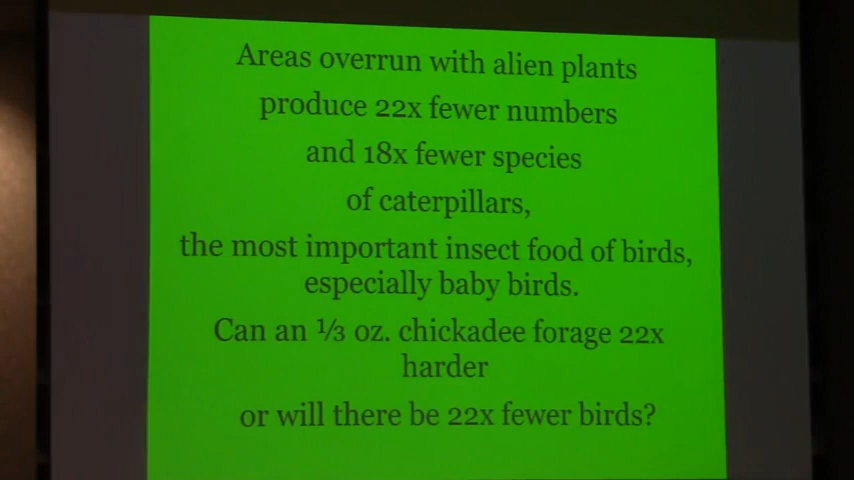 Areas overrun with alien plants
produce 22x fewer numbers
and 18x fewer species
of caterpillars,
the most important insect food of birds,
especially baby birds.
Can an ⅓ oz. chickadee forage 22x
harder
or will there be 22x fewer birds?